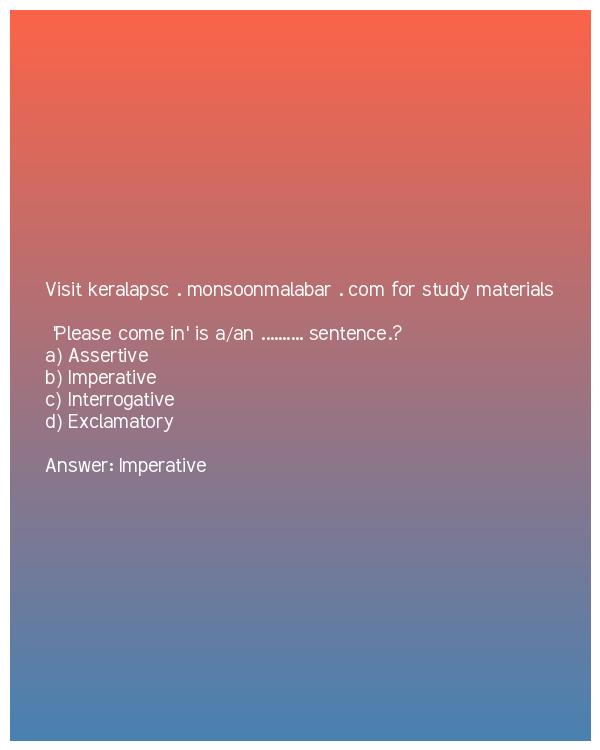 Visit keralapsc . monsoonmalabar . com for study materials
'Please come in' is a/an .......... sentence.?
a) Assertive
b) Imperative
c) Interrogative
d) Exclamatory
Answer: Imperative